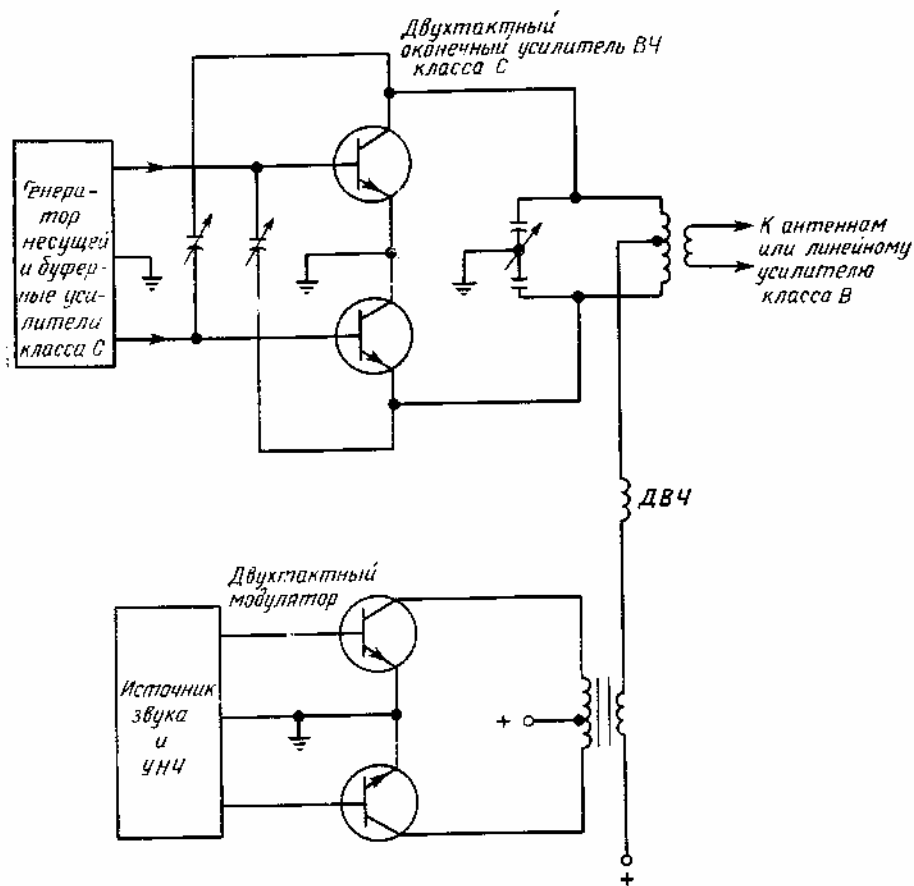 Двухтактный
оконечный усилитель ВЧ
класса С
Генера-
тор
несущей
и буфер-
ные уси-
лители
класса С
К антеннам
или линейному
усилителю
класса В
ДВЧ
Двухтактный
модулятор
Источник
звука
и
УНЧ
+
+